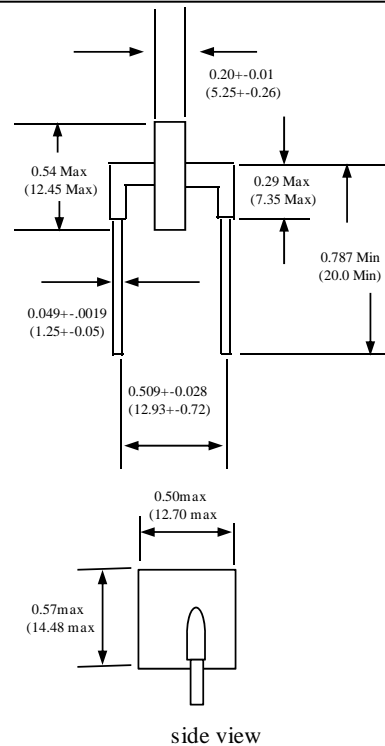 0.20+-0.01
(5.25+-0.26)
0.54 Max
(12.45 Max)
0.29 Max
(7.35 Max)
0.787 Min
(20.0 Min)
0.049+-.0019
(1.25+-0.05)
0.509+-0.028
(12.93+-0.72)
0.50max
(12.70 max
0.57max
(14.48 max
side view